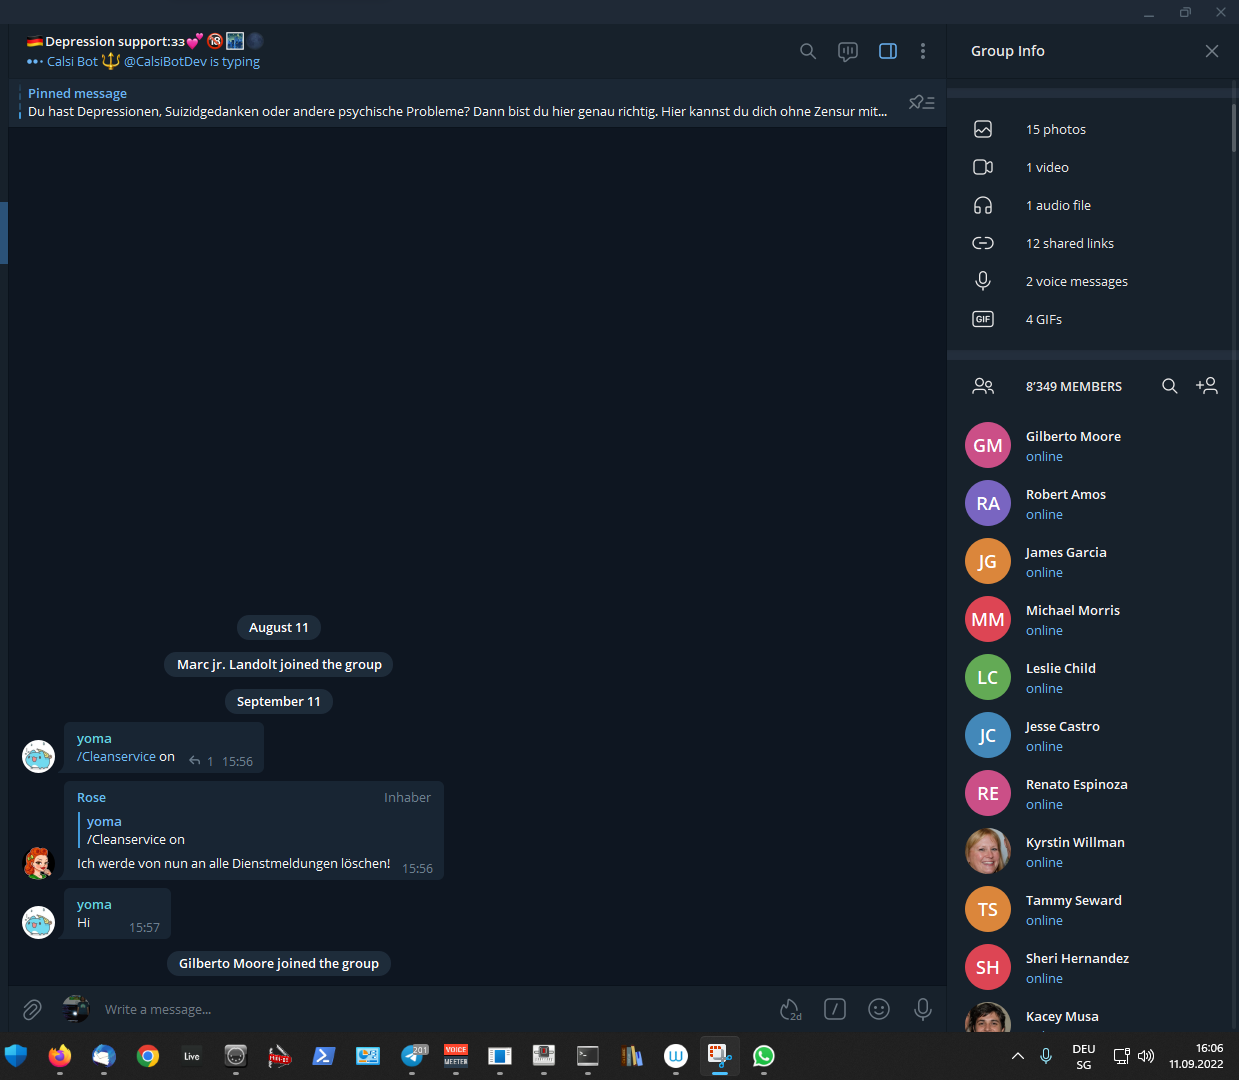 Depression support:ვვ
Calsi Bot @CalsiBotDev is typing
Pinned message
Du hast Depressionen, Suizidgedanken oder andere psychische Probleme? Dann bist du hier genau richtig. Hier kannst du dich ohne Zensur mit...
August 11
Marc jr. Landolt joined the group
September 11
yoma
/Cleanservice on
1 15:56
Rose Inhaber
yoma
/Cleanservice on
Ich werde von nun an alle Dienstmeldungen löschen! 15:56
yoma
Hi
15:57
Gilberto Moore joined the group
Write a message...
2d
Group Info
15 photos
1 video
1 audio file
12 shared links
2 voice messages
GIF 4 GIFs
8’349 MEMBERS
GM Gilberto Moore
online
RA Robert Amos
online
JG James Garcia
online
MM Michael Morris
online
LC Leslie Child
online
JC Jesse Castro
online
RE Renato Espinoza
online
Kyrstin Willman
online
TS Tammy Seward
online
SH Sheri Hernandez
online
Kacey Musa
Live
201
VOICE
MEETER
DEU
SG
16:06
11.09.2022